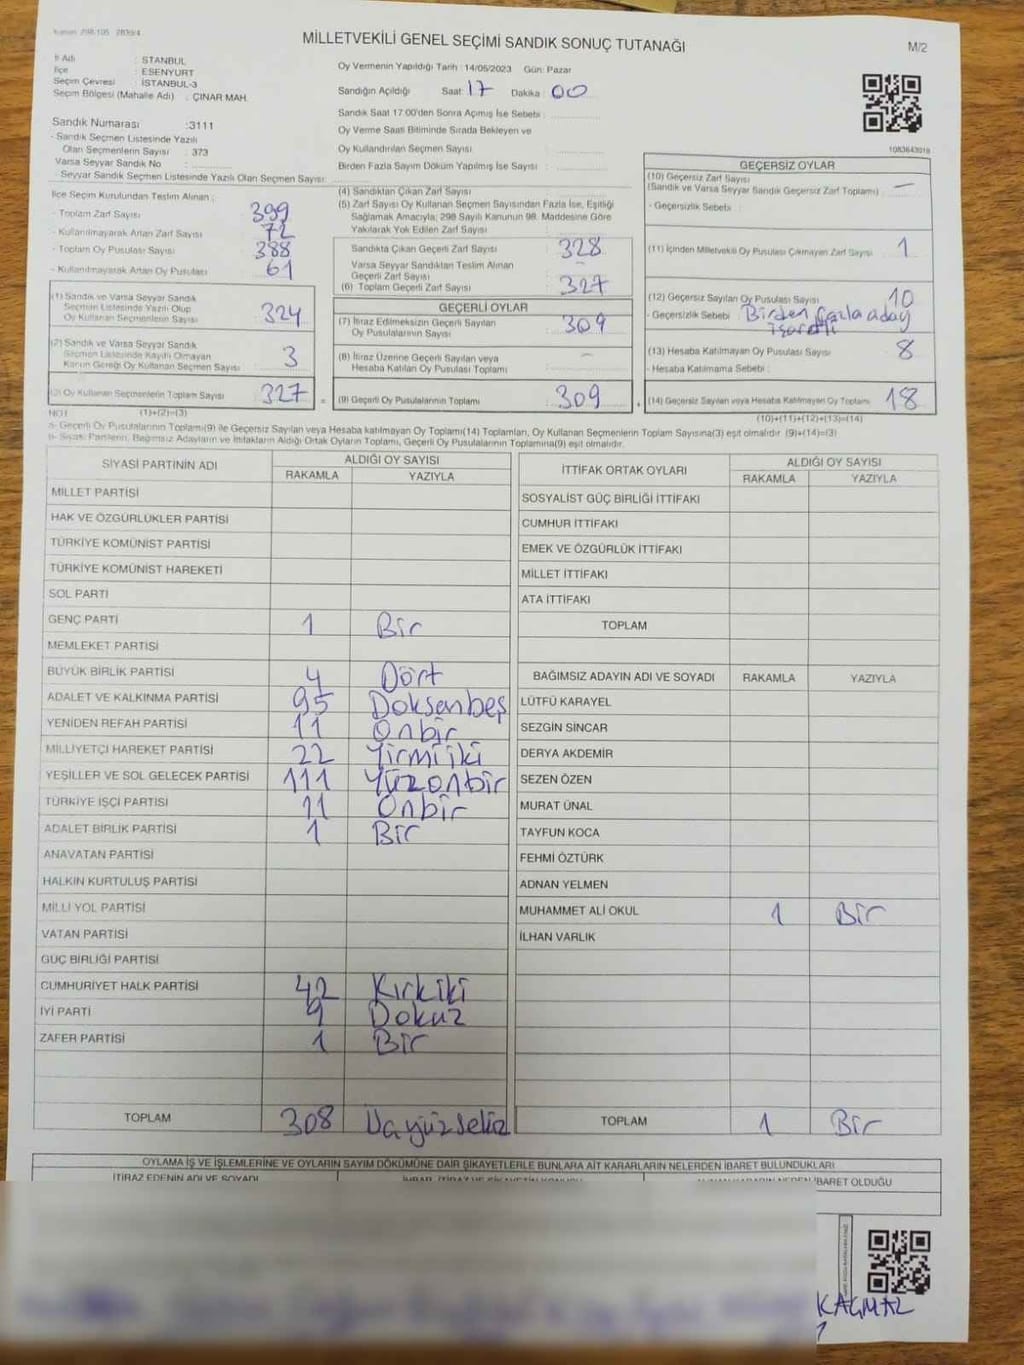 MİLLETVEKİLİ GENEL SEÇİMİ SANDIK SONUÇ TUTANAĞI
M/2
İl Adı : İSTANBUL
İlçe : ESENYURT
Seçim Çevresi : İSTANBUL-3
Seçim Bölgesi (Mahalle Adı) : ÇINAR MAH.
Sandık Numarası :3111
- Sandık Seçmen Listesinde Yazılı
Olan Seçmenlerin Sayısı : 373
Varsa Seyyar Sandık No :
Seyyar Sandık Seçmen Listesinde Yazılı Olan Seçmen Sayısı:
Oy Vermenin Yapıldığı Tarih : 14/05/2023 Gün: Pazar
Sandığın Açıldığı Saat: 17 Dakika : 00
Sandık Saat 17.00'den Sonra Açımış İse Sebebi :
Oy Verme Saati Bitiminde Sırada Bekleyen ve
Oy Kullandırılan Seçmen Sayısı :
Birden Fazla Sayım Döküm Yapılmış İse Sayısı :
1083643019
İlçe Seçim Kurulundan Teslim Alınan :
- Toplam Zarf Sayısı : 399
- Kullanılmayarak Artan Zarf Sayısı : 72
- Toplam Oy Pusulası Sayısı : 388
- Kullanılmayarak Artan Oy Pusulası : 61
(1) Sandık ve Varsa Seyyar Sandık
Seçmen Listesinde Yazılı Olup
Oy Kullanan Seçmenlerin Sayısı : 324
(2) Sandık ve Varsa Seyyar Sandık
Seçmen Listesinde Kayıtlı Olmayan
Kanun Gereği Oy Kullanan Seçmen Sayısı : 3
(3) Oy Kullanan Seçmenlerin Toplam Sayısı : 327
(4) Sandıktan Çıkan Zarf Sayısı :
(5) Zarf Sayısı Oy Kullanan Seçmen Sayısından Fazla İse, Eşitliği
Sağlamak Amacıyla; 298 Sayılı Kanunun 98. Maddesine Göre
Yakılarak Yok Edilen Zarf Sayısı :
Sandıkta Çıkan Geçerli Zarf Sayısı : 328
Varsa Seyyar Sandıktan Teslim Alınan
Geçerli Zarf Sayısı : –
(6) Toplam Geçerli Zarf Sayısı : 327
GEÇERLİ OYLAR
(7) İtiraz Edilmeksizin Geçerli Sayılan
Oy Pusulalarının Sayısı : 309
(8) İtiraz Üzerine Geçerli Sayılan veya
Hesaba Katılan Oy Pusulası Toplamı : –
(9) Geçerli Oy Pusulalarının Toplamı : 309
GEÇERSİZ OYLAR
(10) Geçersiz Zarf Sayısı
(Sandık ve Varsa Seyyar Sandık Geçersiz Zarf Toplamı) : –
- Geçersizlik Sebebi :
(11) İçinden Milletvekili Oy Pusulası Çıkmayan Zarf Sayısı : 1
(12) Geçersiz Sayılan Oy Pusulası Sayısı : 10
- Geçersizlik Sebebi : Birden fazla aday
işaretli
(13) Hesaba Katılmayan Oy Pusulası Sayısı : 8
- Hesaba Katılmama Sebebi :
(14) Geçersiz Sayılan veya Hesaba Katılmayan Oy Toplamı : 18
NOT : (1)+(2)=(3)
(10)+(11)+(12)+(13)=(14)
a- Geçerli Oy Pusulalarının Toplamı(9) ile Geçersiz Sayılan veya Hesaba katılmayan Oy Toplamı(14) Toplamları, Oy Kullanan Seçmenlerin Toplam Sayısına(3) eşit olmalıdır. (9)+(14)=(3)
b- Siyasi Partilerin, Bağımsız Adayların ve İttifakların Aldığı Ortak Oyların Toplamı, Geçerli Oy Pusulalarının Toplamına(9) eşit olmalıdır.
SİYASİ PARTİNİN ADI
ALDIĞI OY SAYISI
RAKAMLA YAZIYLA
MİLLET PARTİSİ
HAK VE ÖZGÜRLÜKLER PARTİSİ
TÜRKİYE KOMÜNİST PARTİSİ
TÜRKİYE KOMÜNİST HAREKETİ
SOL PARTİ
GENÇ PARTİ 1 Bir
MEMLEKET PARTİSİ
BÜYÜK BİRLİK PARTİSİ 4 Dört
ADALET VE KALKINMA PARTİSİ 95 Doksanbeş
YENİDEN REFAH PARTİSİ 11 Onbir
MİLLİYETÇİ HAREKET PARTİSİ 22 Yirmiiki
YEŞİLLER VE SOL GELECEK PARTİSİ 111 Yüzonbir
TÜRKİYE İŞÇİ PARTİSİ 11 Onbir
ADALET BİRLİK PARTİSİ 1 Bir
ANAVATAN PARTİSİ
HALKIN KURTULUŞ PARTİSİ
MİLLİ YOL PARTİSİ
VATAN PARTİSİ
GÜÇ BİRLİĞİ PARTİSİ
CUMHURİYET HALK PARTİSİ 42 Kırkiki
İYİ PARTİ 9 Dokuz
ZAFER PARTİSİ 1 Bir
TOPLAM 308 Üçyüzsekiz
İTTİFAK ORTAK OYLARI
ALDIĞI OY SAYISI
RAKAMLA YAZIYLA
SOSYALİST GÜÇ BİRLİĞİ İTTİFAKI
CUMHUR İTTİFAKI
EMEK VE ÖZGÜRLÜK İTTİFAKI
MİLLET İTTİFAKI
ATA İTTİFAKI
TOPLAM
BAĞIMSIZ ADAYIN ADI VE SOYADI RAKAMLA YAZIYLA
LÜTFÜ KARAYEL
SEZGİN SİNCAR
DERYA AKDEMİR
SEZEN ÖZEN
MURAT ÜNAL
TAYFUN KOCA
FEHMİ ÖZTÜRK
ADNAN YELMEN
MUHAMMET ALİ OKUL 1 Bir
İLHAN VARLIK
TOPLAM 1 Bir
OYLAMA İŞ VE İŞLEMLERİNE VE OYLARIN SAYIM DÖKÜMÜNE DAİR ŞİKAYETLERLE BUNLARA AİT KARARLARIN NELERDEN İBARET BULUNDUKLARI
İTİRAZ EDENİN ADI VE SOYADI
İBARET OLDUĞU